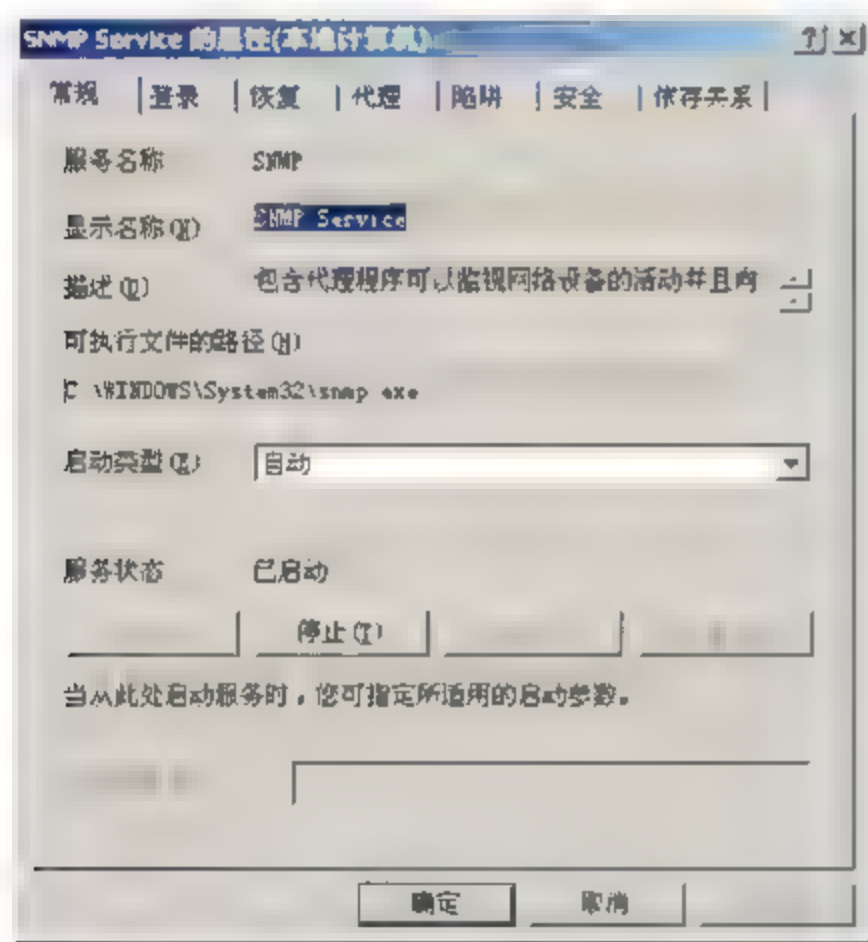 SNMP Service 的属性(本地计算机)
常规 登录 恢复 代理 陷阱 安全 依存关系
服务名称 SNMP
显示名称(N) SNMP Service
描述(D) 包含代理程序可以监视网络设备的活动并且向
可执行文件的路径(H)
C \WINDOWS\System32\snmp exe
启动类型(E) 自动
服务状态 已启动
停止(T)
当从此处启动服务时，您可指定所适用的启动参数。
确定 取消